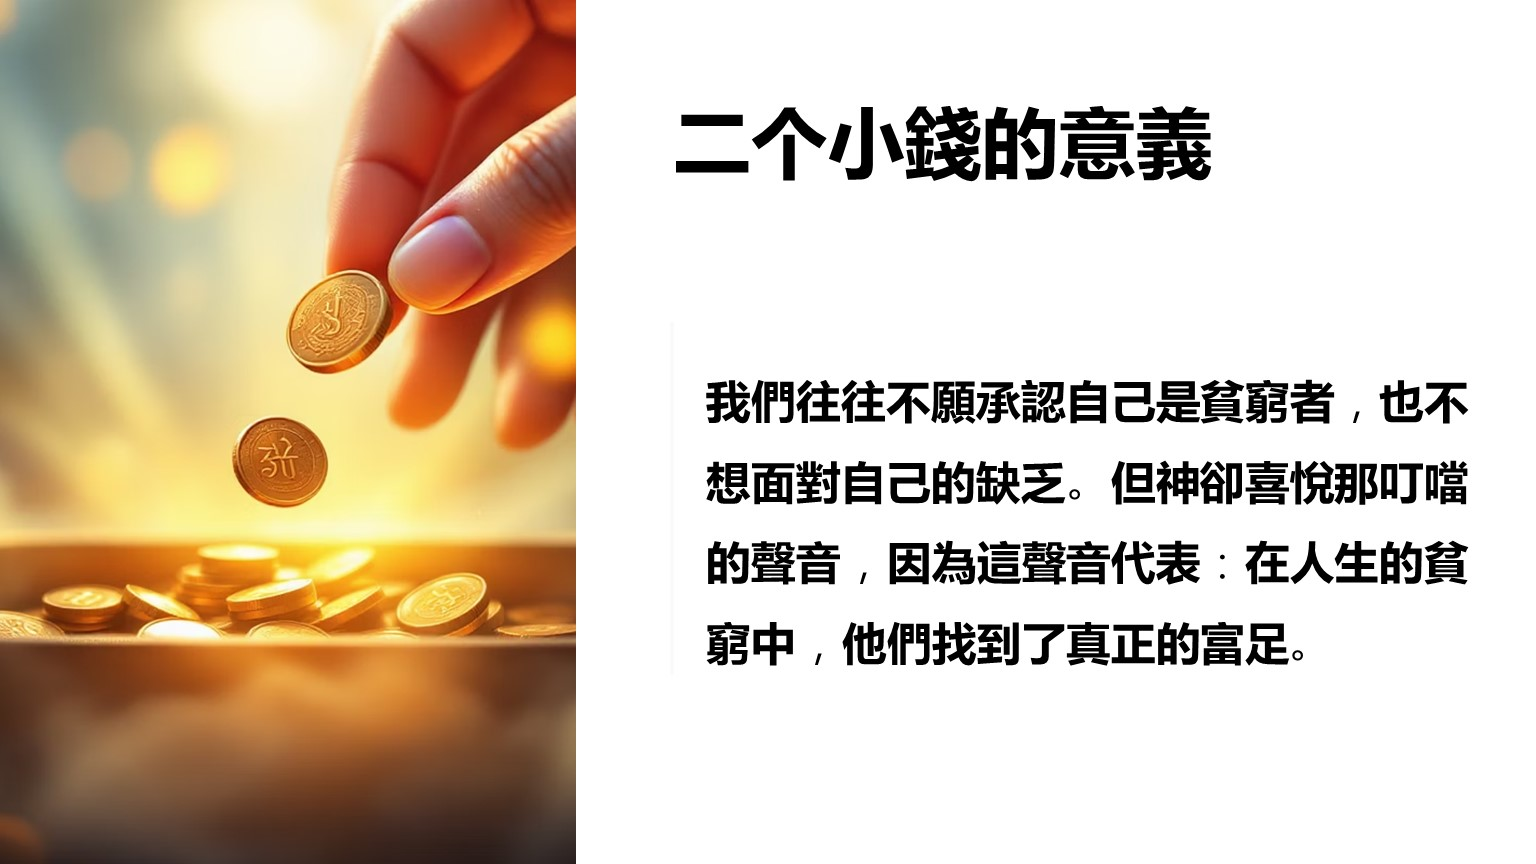 二个小錢的意義
我們往往不願承認自己是貧窮者，也不
想面對自己的缺乏。但神卻喜悅那叮噹
的聲音，因為這聲音代表：在人生的貧
窮中，他們找到了真正的富足。